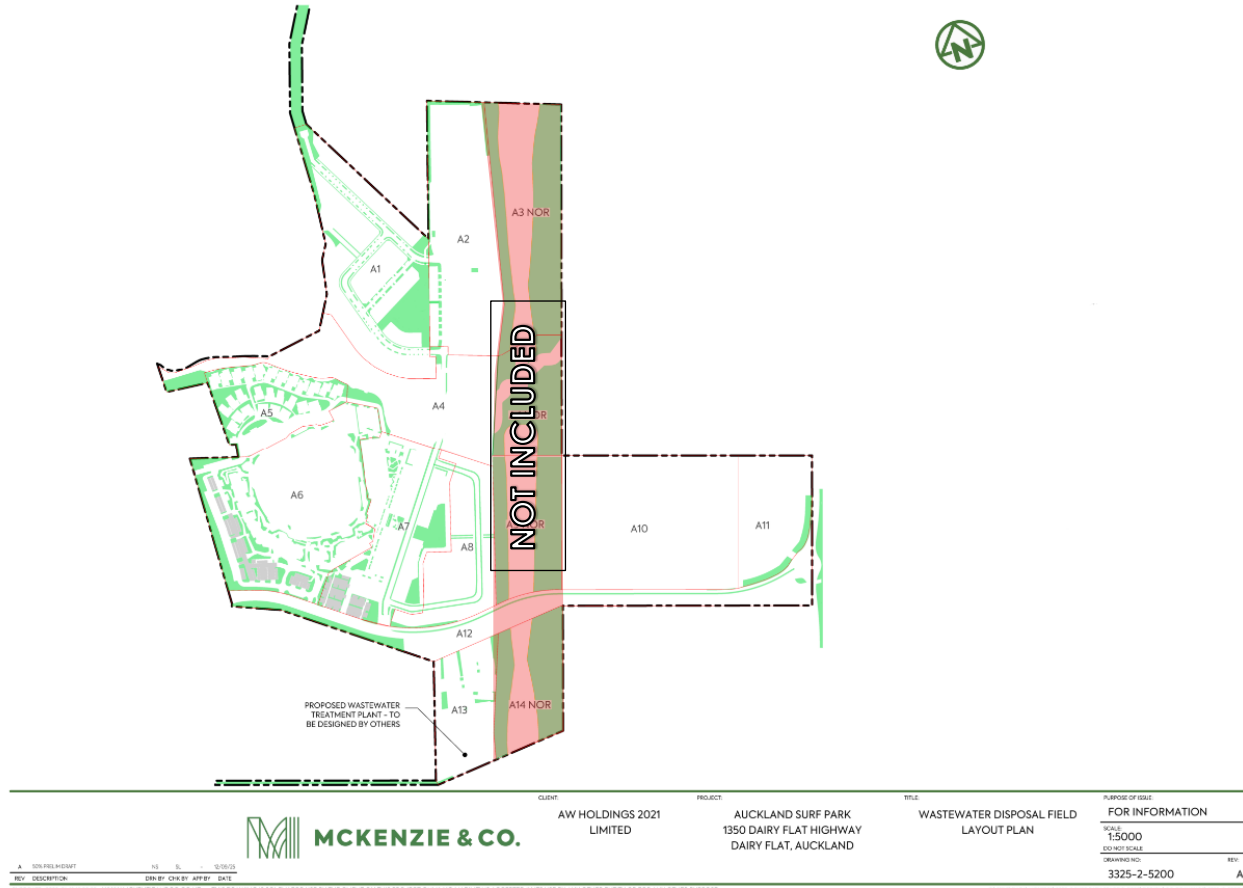 N
A3 NOR
A2
A1
NOT INCLUDED
A4
OR
A5
A6
A7
A8
OR
A10
A11
A12
A13
A14 NOR
PROPOSED WASTEWATER
TREATMENT PLANT - TO
BE DESIGNED BY OTHERS
MCKENZIE & CO.
CLIENT:
AW HOLDINGS 2021
LIMITED
PROJECT:
AUCKLAND SURF PARK
1350 DAIRY FLAT HIGHWAY
DAIRY FLAT, AUCKLAND
TITLE:
WASTEWATER DISPOSAL FIELD
LAYOUT PLAN
PURPOSE OF ISSUE:
FOR INFORMATION
SCALE:
1:5000
DO NOT SCALE
DRAWING NO:
3325-2-5200
REV:
A
A
REV DESCRIPTION DRN BY CHK BY APP BY DATE